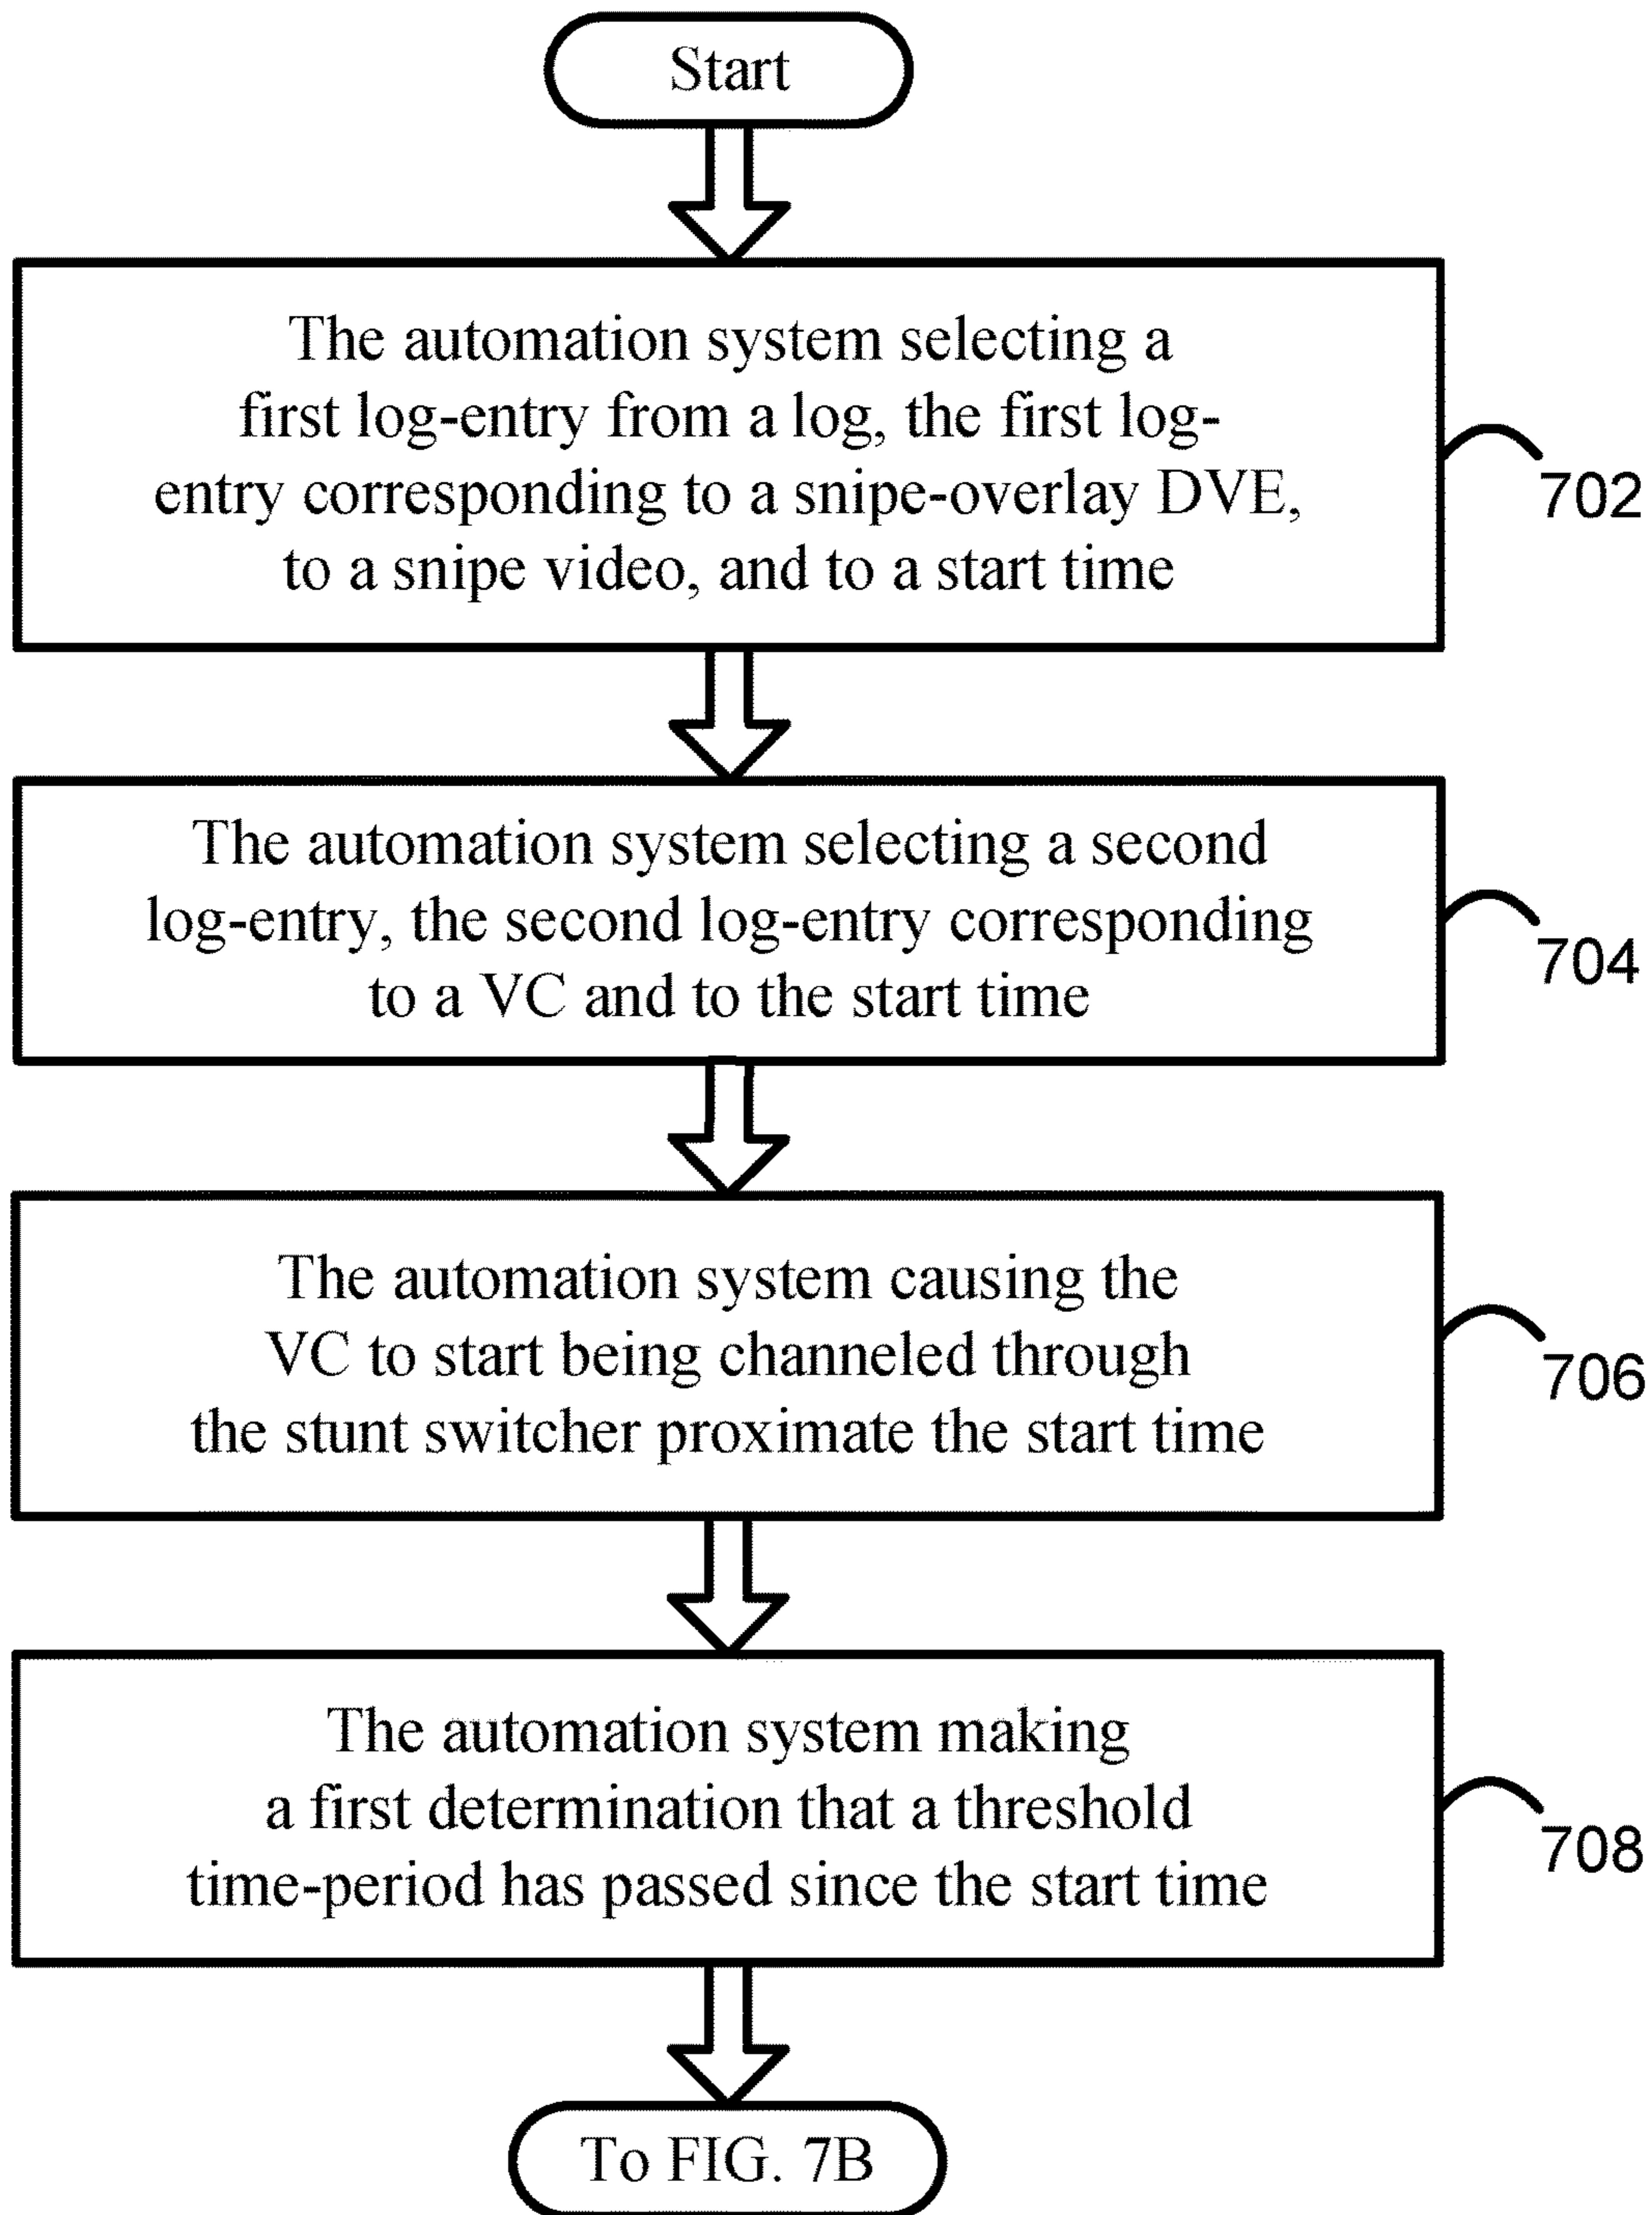 Start
The automation system selecting a
first log-entry from a log, the first log-
entry corresponding to a snipe-overlay DVE,
to a snipe video, and to a start time
702
The automation system selecting a second
log-entry, the second log-entry corresponding
to a VC and to the start time
704
The automation system causing the
VC to start being channeled through
the stunt switcher proximate the start time
706
The automation system making
a first determination that a threshold
time-period has passed since the start time
708
To FIG. 7B